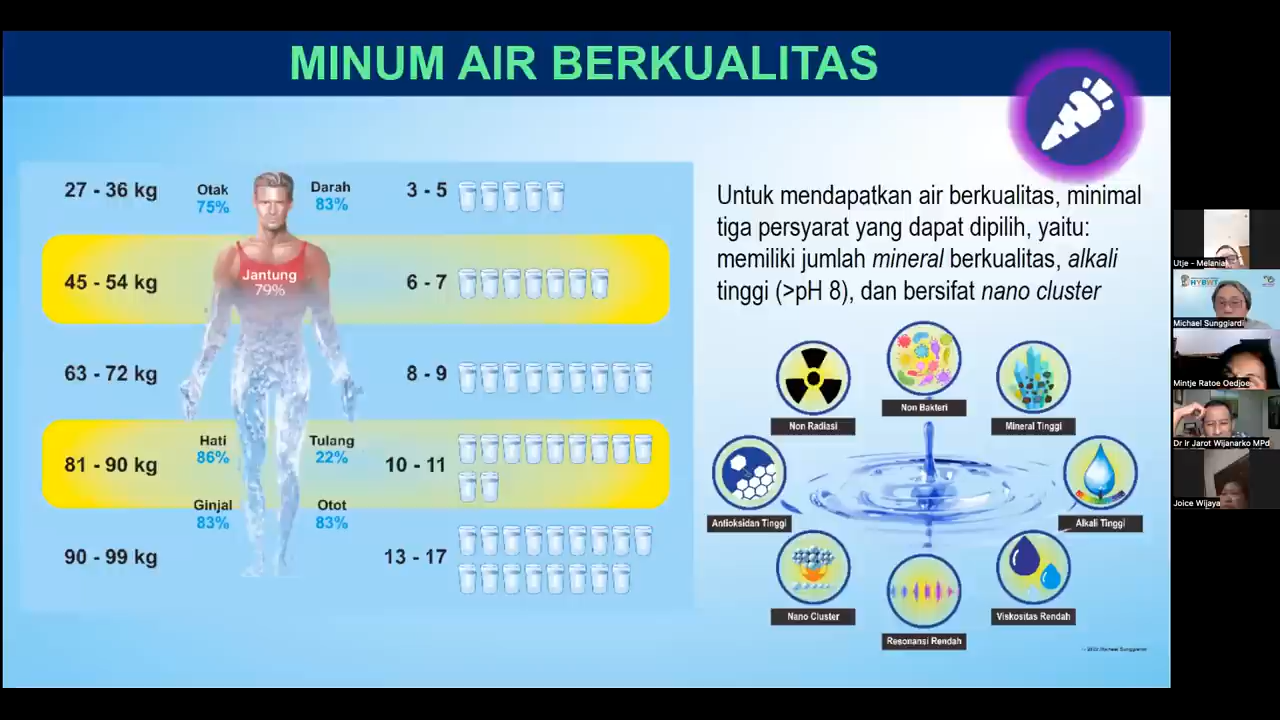 MINUM AIR BERKUALITAS
27 - 36 kg
Otak
75%
Darah
83%
3 - 5
45 - 54 kg
Jantung
79%
6 - 7
63 - 72 kg
8 - 9
81 - 90 kg
Hati
86%
Tulang
22%
10 - 11
Ginjal
83%
Otot
83%
90 - 99 kg
13 - 17
Untuk mendapatkan air berkualitas, minimal
tiga persyarat yang dapat dipilih, yaitu:
memiliki jumlah mineral berkualitas, alkali
tinggi (>pH 8), dan bersifat nano cluster
Non Radiasi
Non Bakteri
Mineral Tinggi
Antioksidan Tinggi
Alkali Tinggi
Nano Cluster
Resonansi Rendah
Viskositas Rendah
Utje - Melania
Michael Sunggiardi
Mintje Ratoe Oedjoe
Dr Ir Jarot Wijanarko MPd
Joice Wijaya